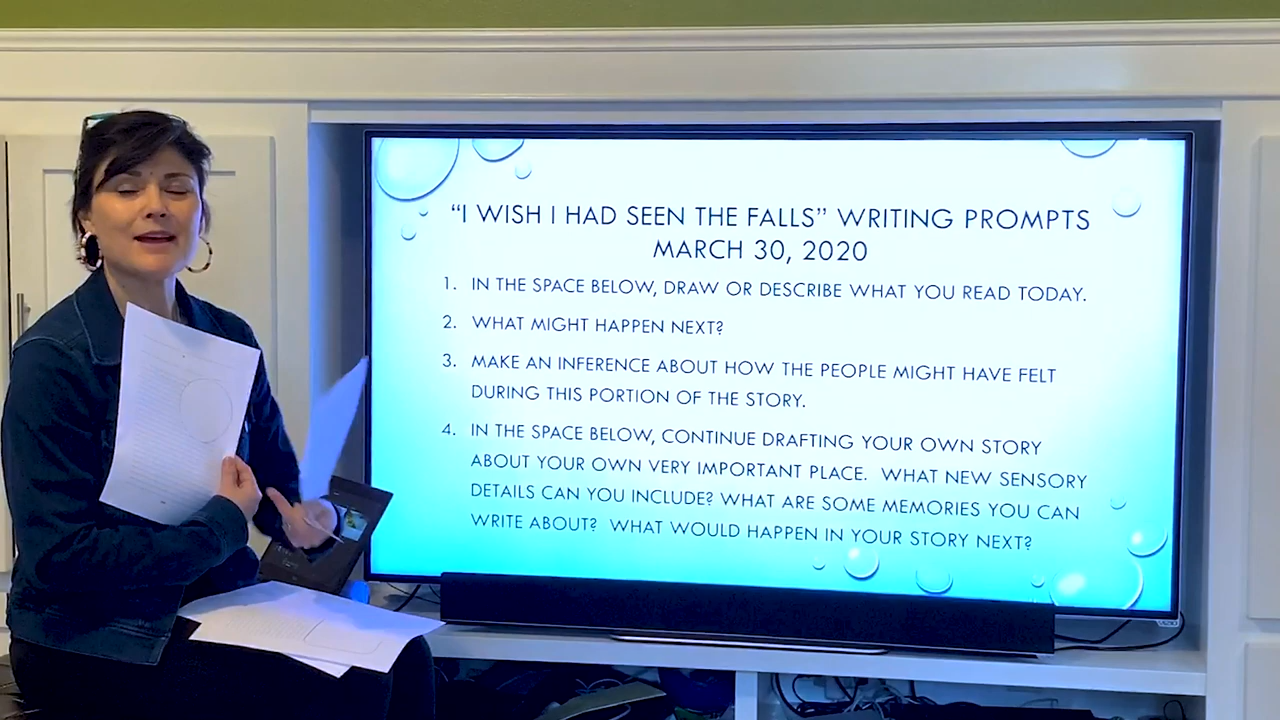 “I WISH I HAD SEEN THE FALLS” WRITING PROMPTS
MARCH 30, 2020
1. IN THE SPACE BELOW, DRAW OR DESCRIBE WHAT YOU READ TODAY.
2. WHAT MIGHT HAPPEN NEXT?
3. MAKE AN INFERENCE ABOUT HOW THE PEOPLE MIGHT HAVE FELT
DURING THIS PORTION OF THE STORY.
4. IN THE SPACE BELOW, CONTINUE DRAFTING YOUR OWN STORY
ABOUT YOUR OWN VERY IMPORTANT PLACE. WHAT NEW SENSORY
DETAILS CAN YOU INCLUDE? WHAT ARE SOME MEMORIES YOU CAN
WRITE ABOUT? WHAT WOULD HAPPEN IN YOUR STORY NEXT?
VIZIO